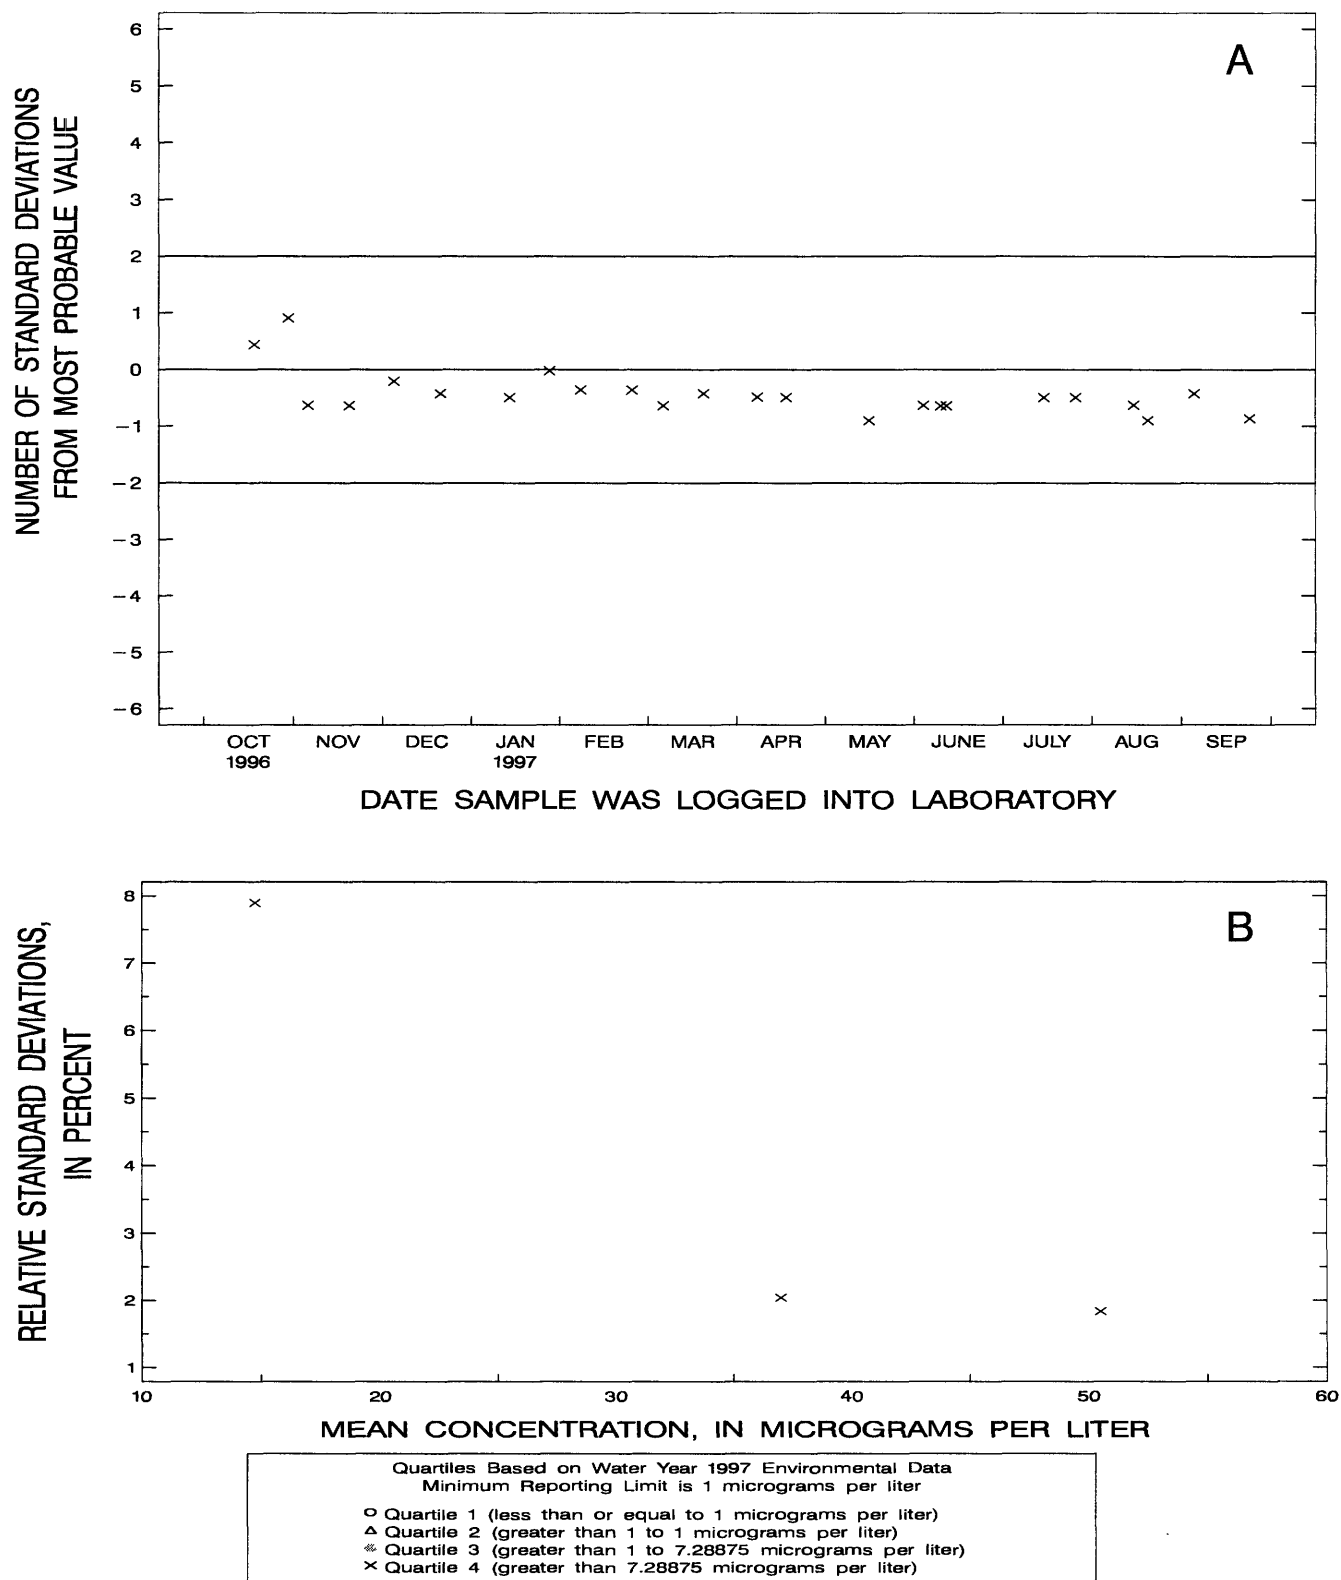 A
NUMBER OF STANDARD DEVIATIONS
FROM MOST PROBABLE VALUE
6
5
4
3
2
1
0
−1
−2
−3
−4
−5
−6
OCT NOV DEC JAN FEB MAR APR MAY JUNE JULY AUG SEP
1996 1997
DATE SAMPLE WAS LOGGED INTO LABORATORY
B
RELATIVE STANDARD DEVIATIONS,
IN PERCENT
8
7
6
5
4
3
2
1
10 20 30 40 50 60
MEAN CONCENTRATION, IN MICROGRAMS PER LITER
Quartiles Based on Water Year 1997 Environmental Data
Minimum Reporting Limit is 1 micrograms per liter
Quartile 1 (less than or equal to 1 micrograms per liter)
Quartile 2 (greater than 1 to 1 micrograms per liter)
Quartile 3 (greater than 1 to 7.28875 micrograms per liter)
Quartile 4 (greater than 7.28875 micrograms per liter)